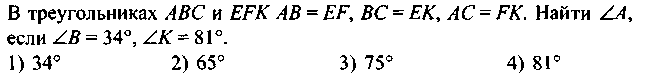 В треугольниках ABC и EFK AB = EF, BC = EK, AC = FK. Найти ∠A,
если ∠B = 34°, ∠K = 81°.
1) 34° 2) 65° 3) 75° 4) 81°